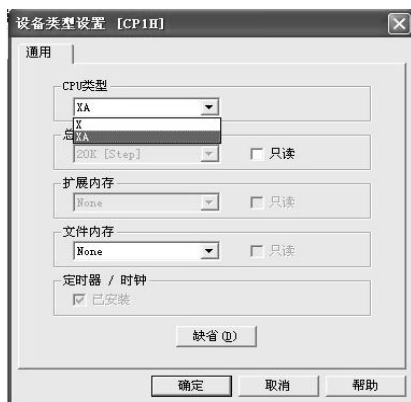 设备类型设置 [CP1H]
通用
CPU类型
XA
X
XA
总
20K [Step]
只读
扩展内存
None
只读
文件内存
None
只读
定时器 / 时钟
已安装
缺省(D)
确定
取消
帮助